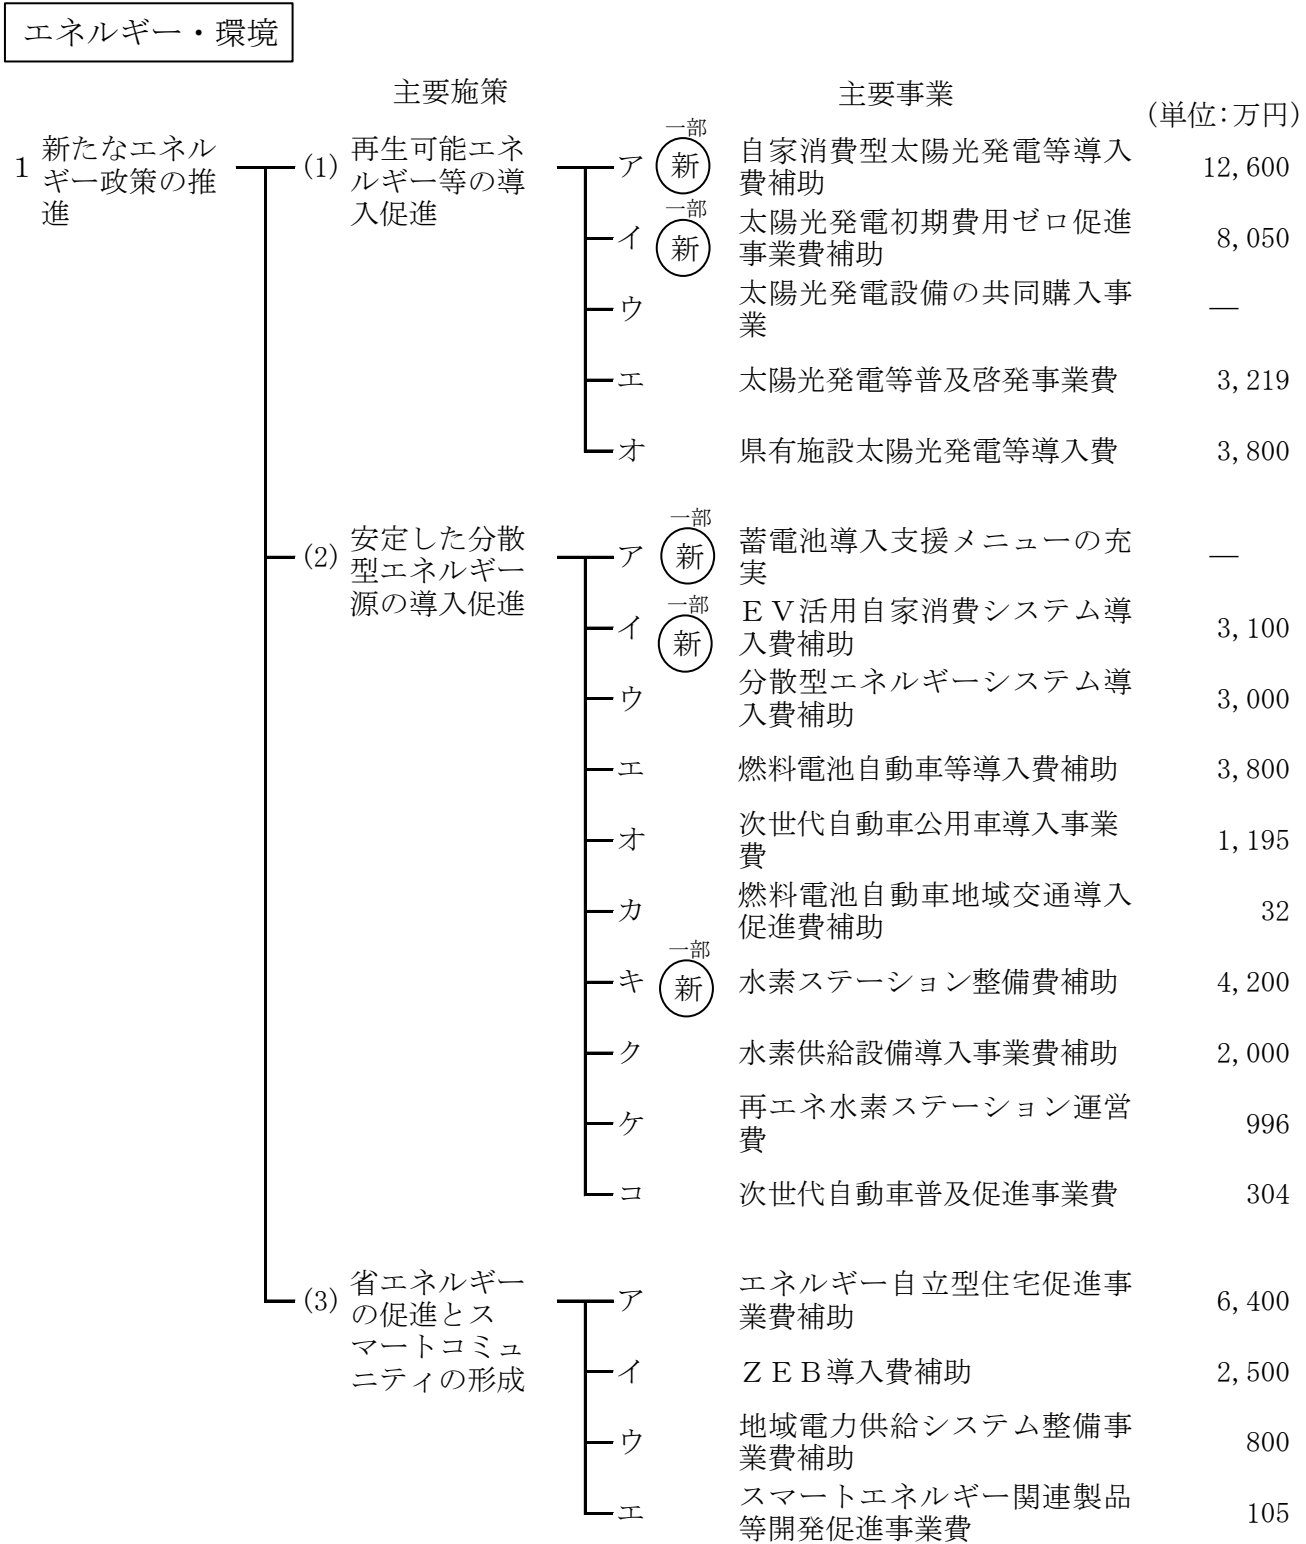 エネルギー・環境
主要施策
主要事業
(単位:万円)
1
新たなエネル
ギー政策の推
進
(1)
再生可能エネ
ルギー等の導
入促進
ア
一部
新
自家消費型太陽光発電等導入
費補助
12,600
イ
一部
新
太陽光発電初期費用ゼロ促進
事業費補助
8,050
ウ
太陽光発電設備の共同購入事
業
―
エ
太陽光発電等普及啓発事業費
3,219
オ
県有施設太陽光発電等導入費
3,800
(2)
安定した分散
型エネルギー
源の導入促進
ア
一部
新
蓄電池導入支援メニューの充
実
―
イ
一部
新
ＥＶ活用自家消費システム導
入費補助
3,100
ウ
分散型エネルギーシステム導
入費補助
3,000
エ
燃料電池自動車等導入費補助
3,800
オ
次世代自動車公用車導入事業
費
1,195
カ
燃料電池自動車地域交通導入
促進費補助
32
キ
一部
新
水素ステーション整備費補助
4,200
ク
水素供給設備導入事業費補助
2,000
ケ
再エネ水素ステーション運営
費
996
コ
次世代自動車普及促進事業費
304
(3)
省エネルギー
の促進とス
マートコミュ
ニティの形成
ア
エネルギー自立型住宅促進事
業費補助
6,400
イ
ＺＥＢ導入費補助
2,500
ウ
地域電力供給システム整備事
業費補助
800
エ
スマートエネルギー関連製品
等開発促進事業費
105